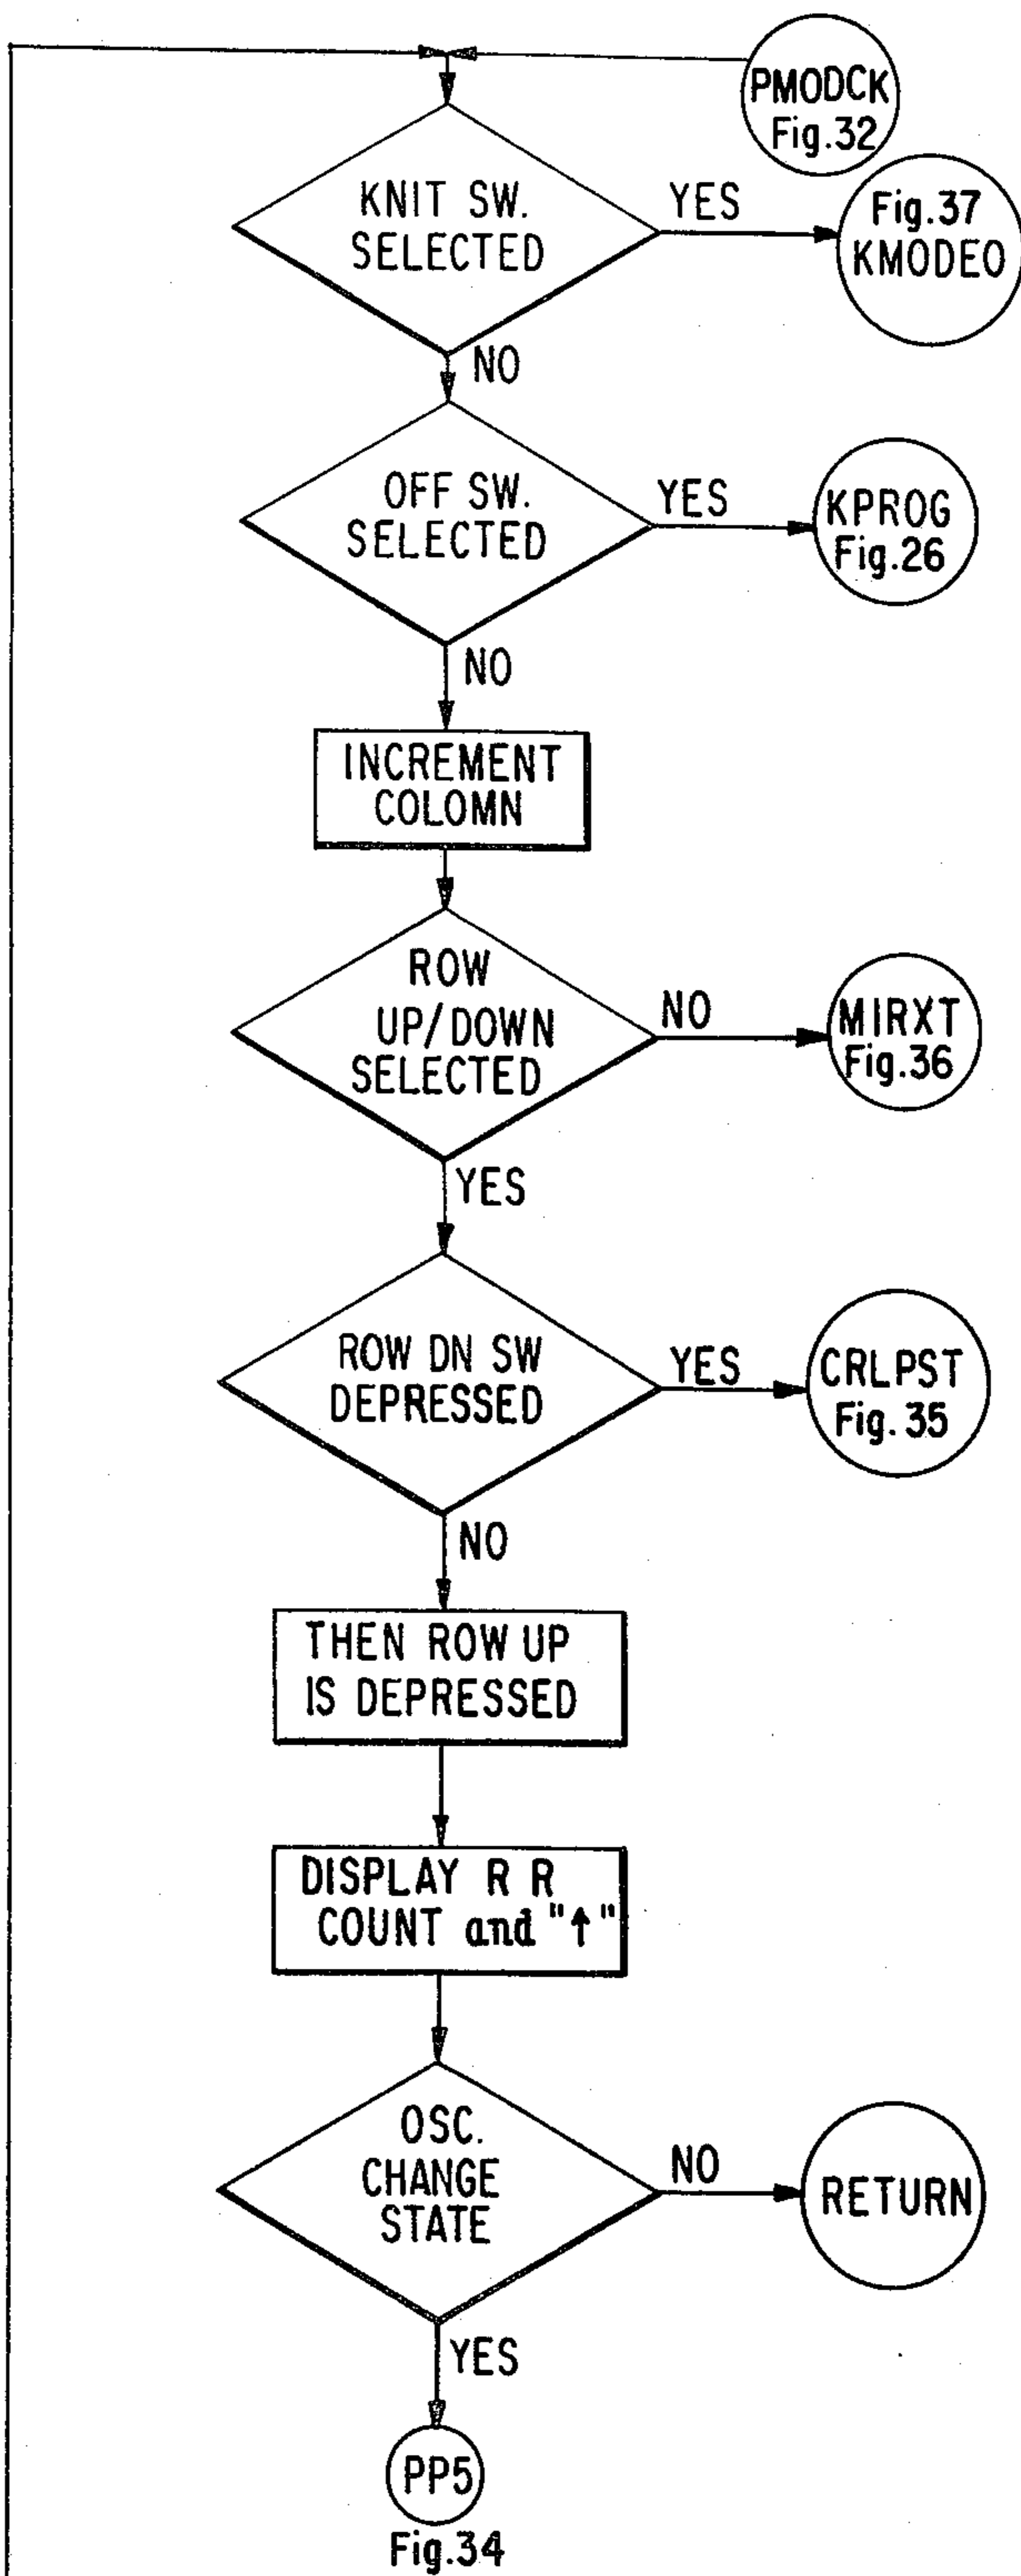 PMODCK
Fig.32
KNIT SW.
SELECTED
YES
Fig.37
KMODEO
NO
OFF SW.
SELECTED
YES
KPROG
Fig.26
NO
INCREMENT
COLOMN
ROW
UP/DOWN
SELECTED
NO
MIRXT
Fig.36
YES
ROW DN SW
DEPRESSED
YES
CRLPST
Fig.35
NO
THEN ROW UP
IS DEPRESSED
DISPLAY R R
COUNT and "↑"
OSC.
CHANGE
STATE
NO
RETURN
YES
PP5
Fig.34